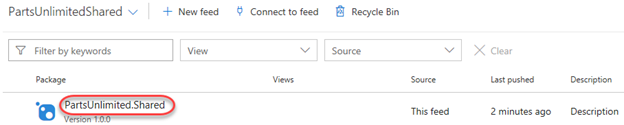 PartsUnlimitedShared + New feed Connect to feed Recycle Bin
Filter by keywords View Source Clear
Package Views Source Last pushed Description
PartsUnlimited.Shared This feed 2 minutes ago Description
Version 1.0.0